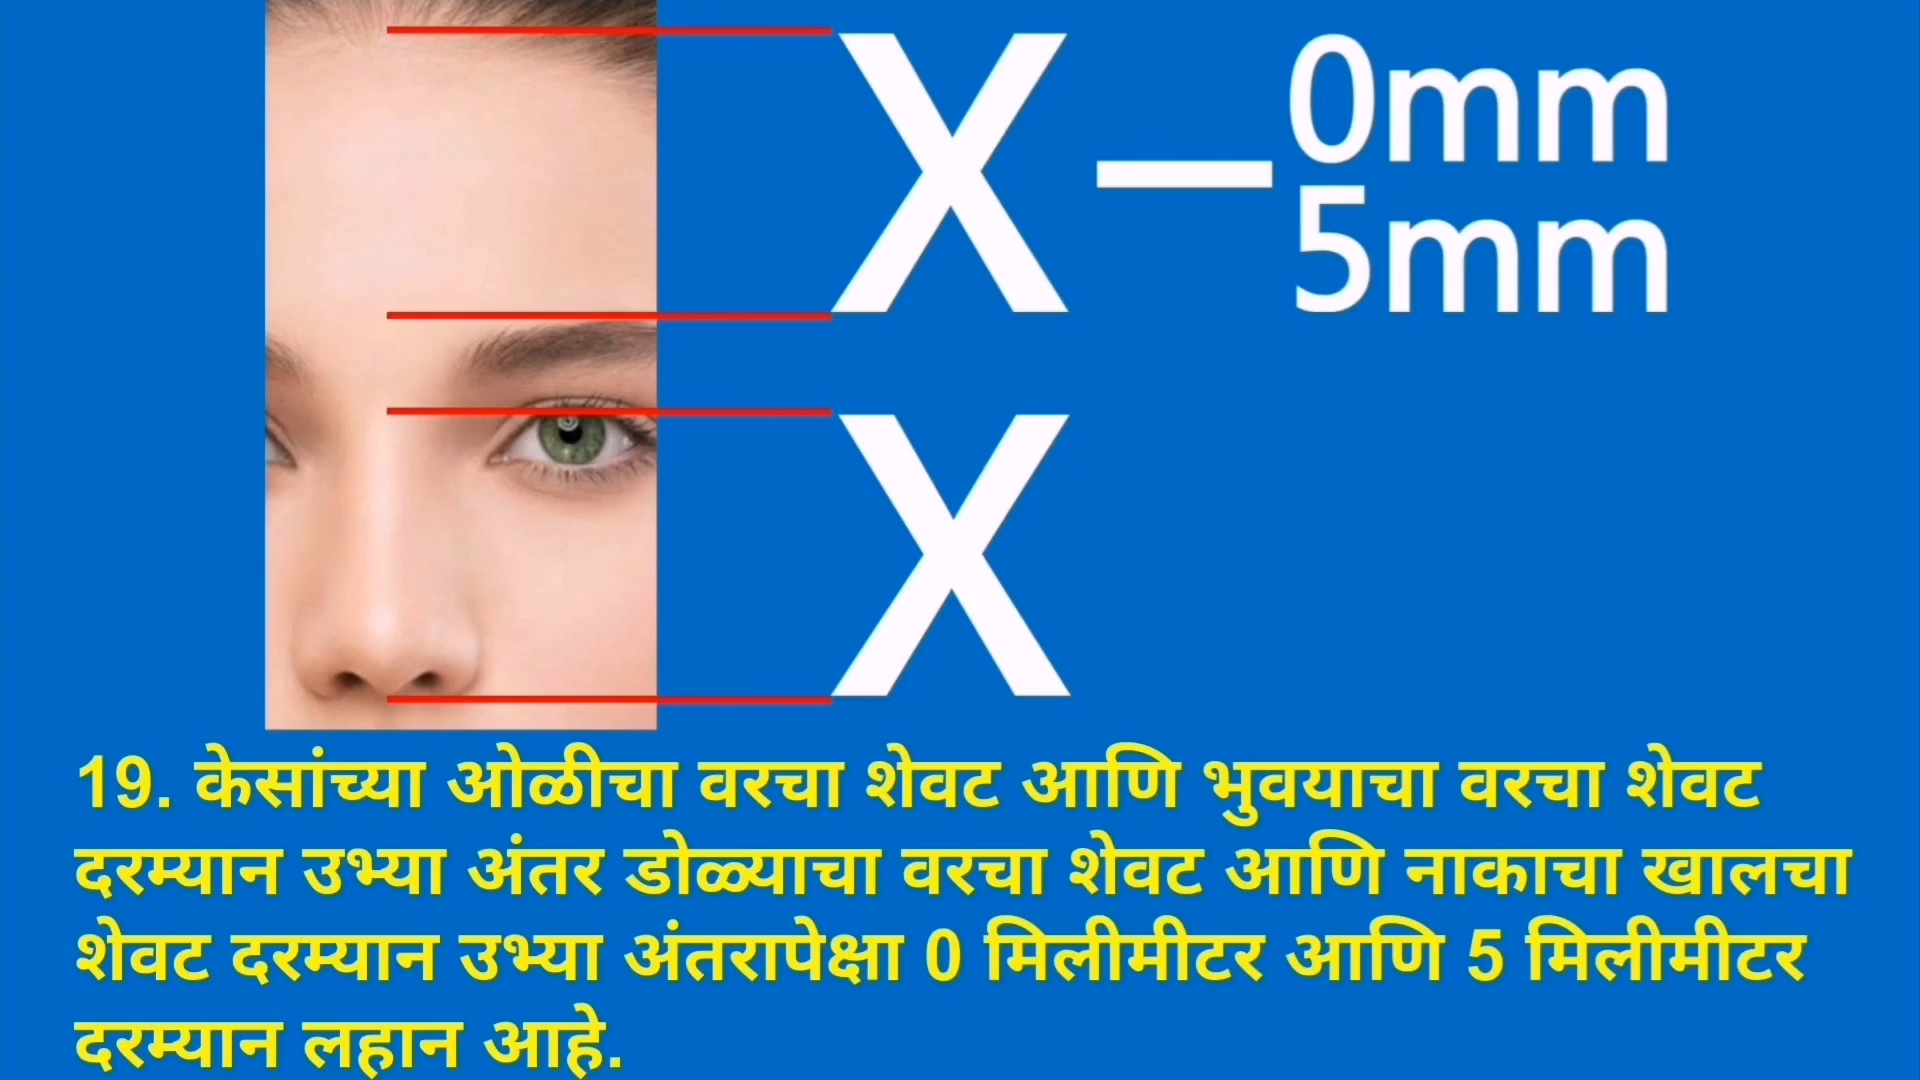 X – 0mm
5mm
X
19. केसांच्या ओळीचा वरचा शेवट आणि भुवयाचा वरचा शेवट
दरम्यान उभ्या अंतर डोळ्याचा वरचा शेवट आणि नाकाचा खालचा
शेवट दरम्यान उभ्या अंतरापेक्षा 0 मिलीमीटर आणि 5 मिलीमीटर
दरम्यान लहान आहे.